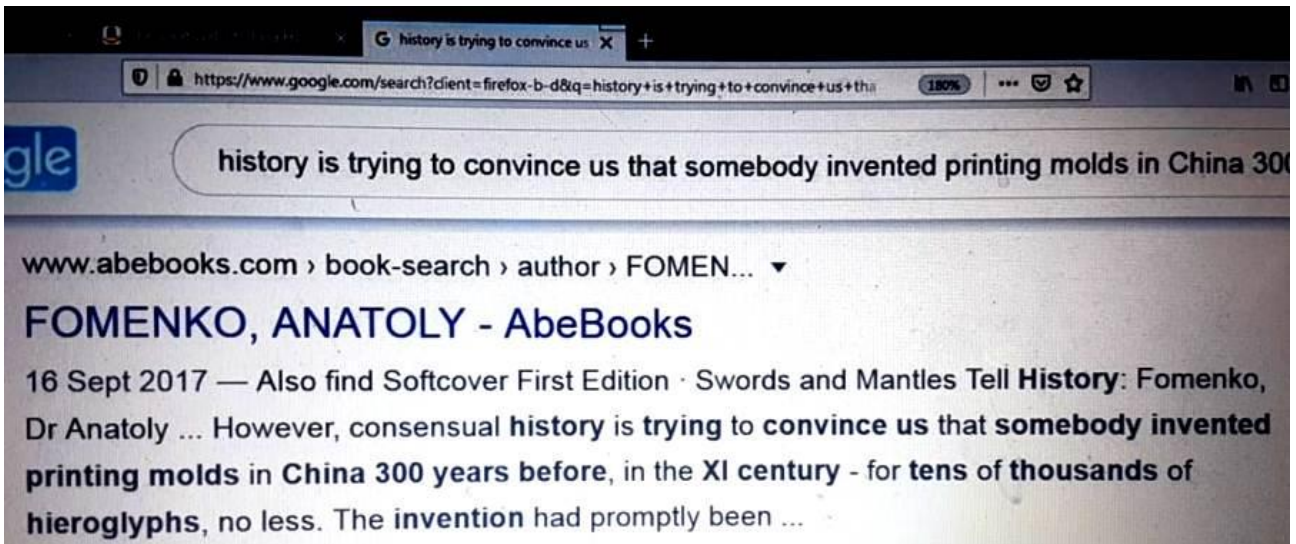 G history is trying to convince us
https://www.google.com/search?client=firefox-b-d&q=history+is+trying+to+convince+us+tha
180%
gle
history is trying to convince us that somebody invented printing molds in China 300
www.abebooks.com › book-search › author › FOMEN...
FOMENKO, ANATOLY - AbeBooks
16 Sept 2017 — Also find Softcover First Edition · Swords and Mantles Tell History: Fomenko,
Dr Anatoly ... However, consensual history is trying to convince us that somebody invented
printing molds in China 300 years before, in the XI century - for tens of thousands of
hieroglyphs, no less. The invention had promptly been ...